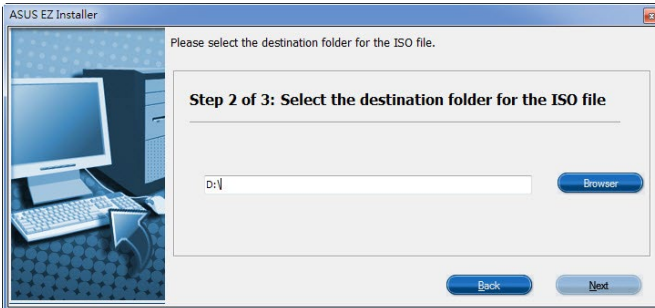 ASUS EZ Installer
Please select the destination folder for the ISO file.
Step 2 of 3: Select the destination folder for the ISO file
D:\
Browser
Back
Next